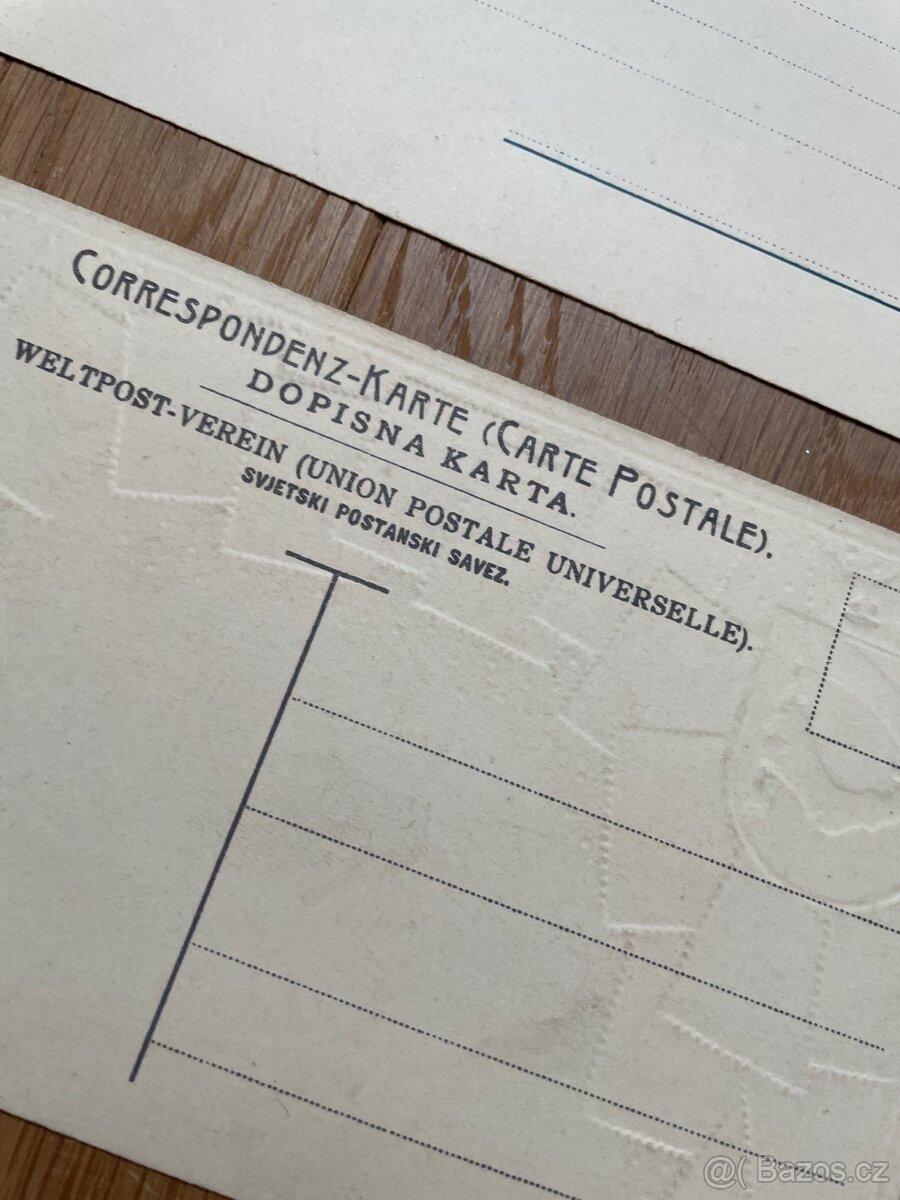 CORRESPONDENZ-KARTE (CARTE POSTALE).
DOPISNA KARTA.
WELTPOST-VEREIN (UNION POSTALE UNIVERSELLE).
SVJETSKI POSTANSKI SAVEZ.
@( Bazos.cz